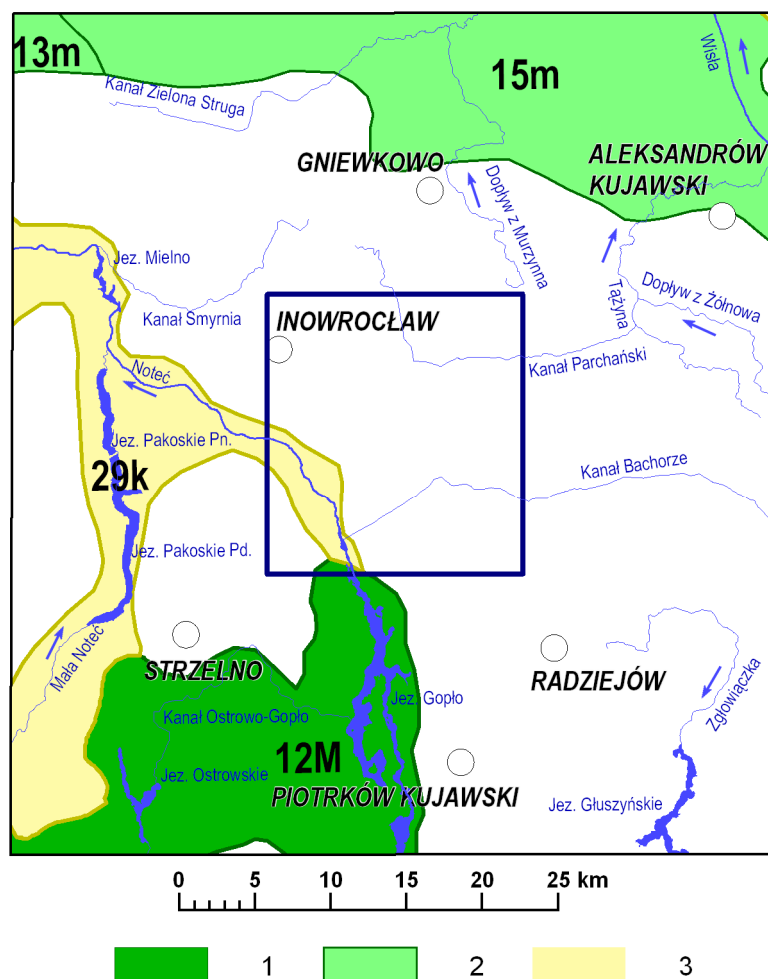 13m
15m
Wisła
Kanał Zielona Struga
GNIEWKOWO
ALEKSANDRÓW
KUJAWSKI
Dopływ z Murzynna
Jez. Mielno
Tążyna
Dopływ z Żółnowa
Kanał Smyrnia
INOWROCŁAW
Kanał Parchański
Noteć
Jez. Pakoskie Pn.
29k
Kanał Bachorze
Jez. Pakoskie Pd.
Mała Noteć
STRZELNO
RADZIEJÓW
Zgłowiączka
Jez. Gopło
Kanał Ostrowo-Gopło
12M
Jez. Ostrowskie
PIOTRKÓW KUJAWSKI
Jez. Głuszyńskie
0 5 10 15 20 25 km
1 2 3